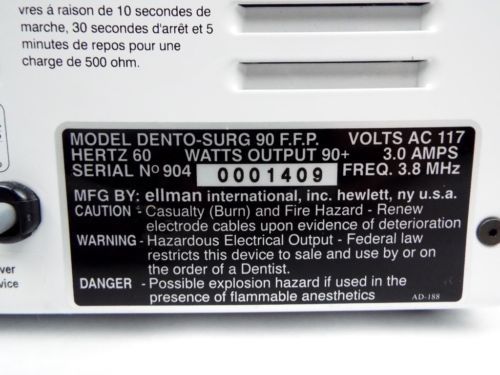 vres à raison de 10 secondes de
marche, 30 secondes d'arrêt et 5
minutes de repos pour une
charge de 500 ohm.
MODEL DENTO-SURG 90 F.F.P. VOLTS AC 117
HERTZ 60 WATTS OUTPUT 90+ 3.0 AMPS
SERIAL Nº 904 0001409 FREQ. 3.8 MHz
MFG BY: ellman international, inc. hewlett, ny u.s.a.
CAUTION - Casualty (Burn) and Fire Hazard - Renew
electrode cables upon evidence of deterioration
WARNING - Hazardous Electrical Output - Federal law
restricts this device to sale and use by or on
the order of a Dentist.
DANGER - Possible explosion hazard if used in the
presence of flammable anesthetics
AD-188
ver
vice